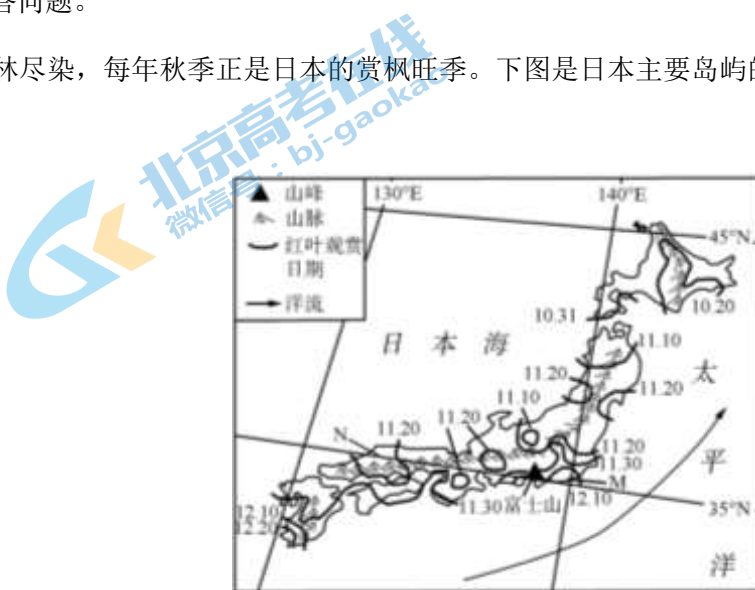 答问题。
林尽染，每年秋季正是日本的赏枫旺季。下图是日本主要岛屿的
北京高考在线
微信号：bj-gaokao
山峰
山脉
红叶观赏
日期
洋流
130°E
140°E
45°N
10.20
10.31
日本海
11.10
太
11.20
11.20
11.10
11.20
11.20
N
11.20
11.30
平
M
12.10
12.10
11.30
富士山
35°N
12.20
洋